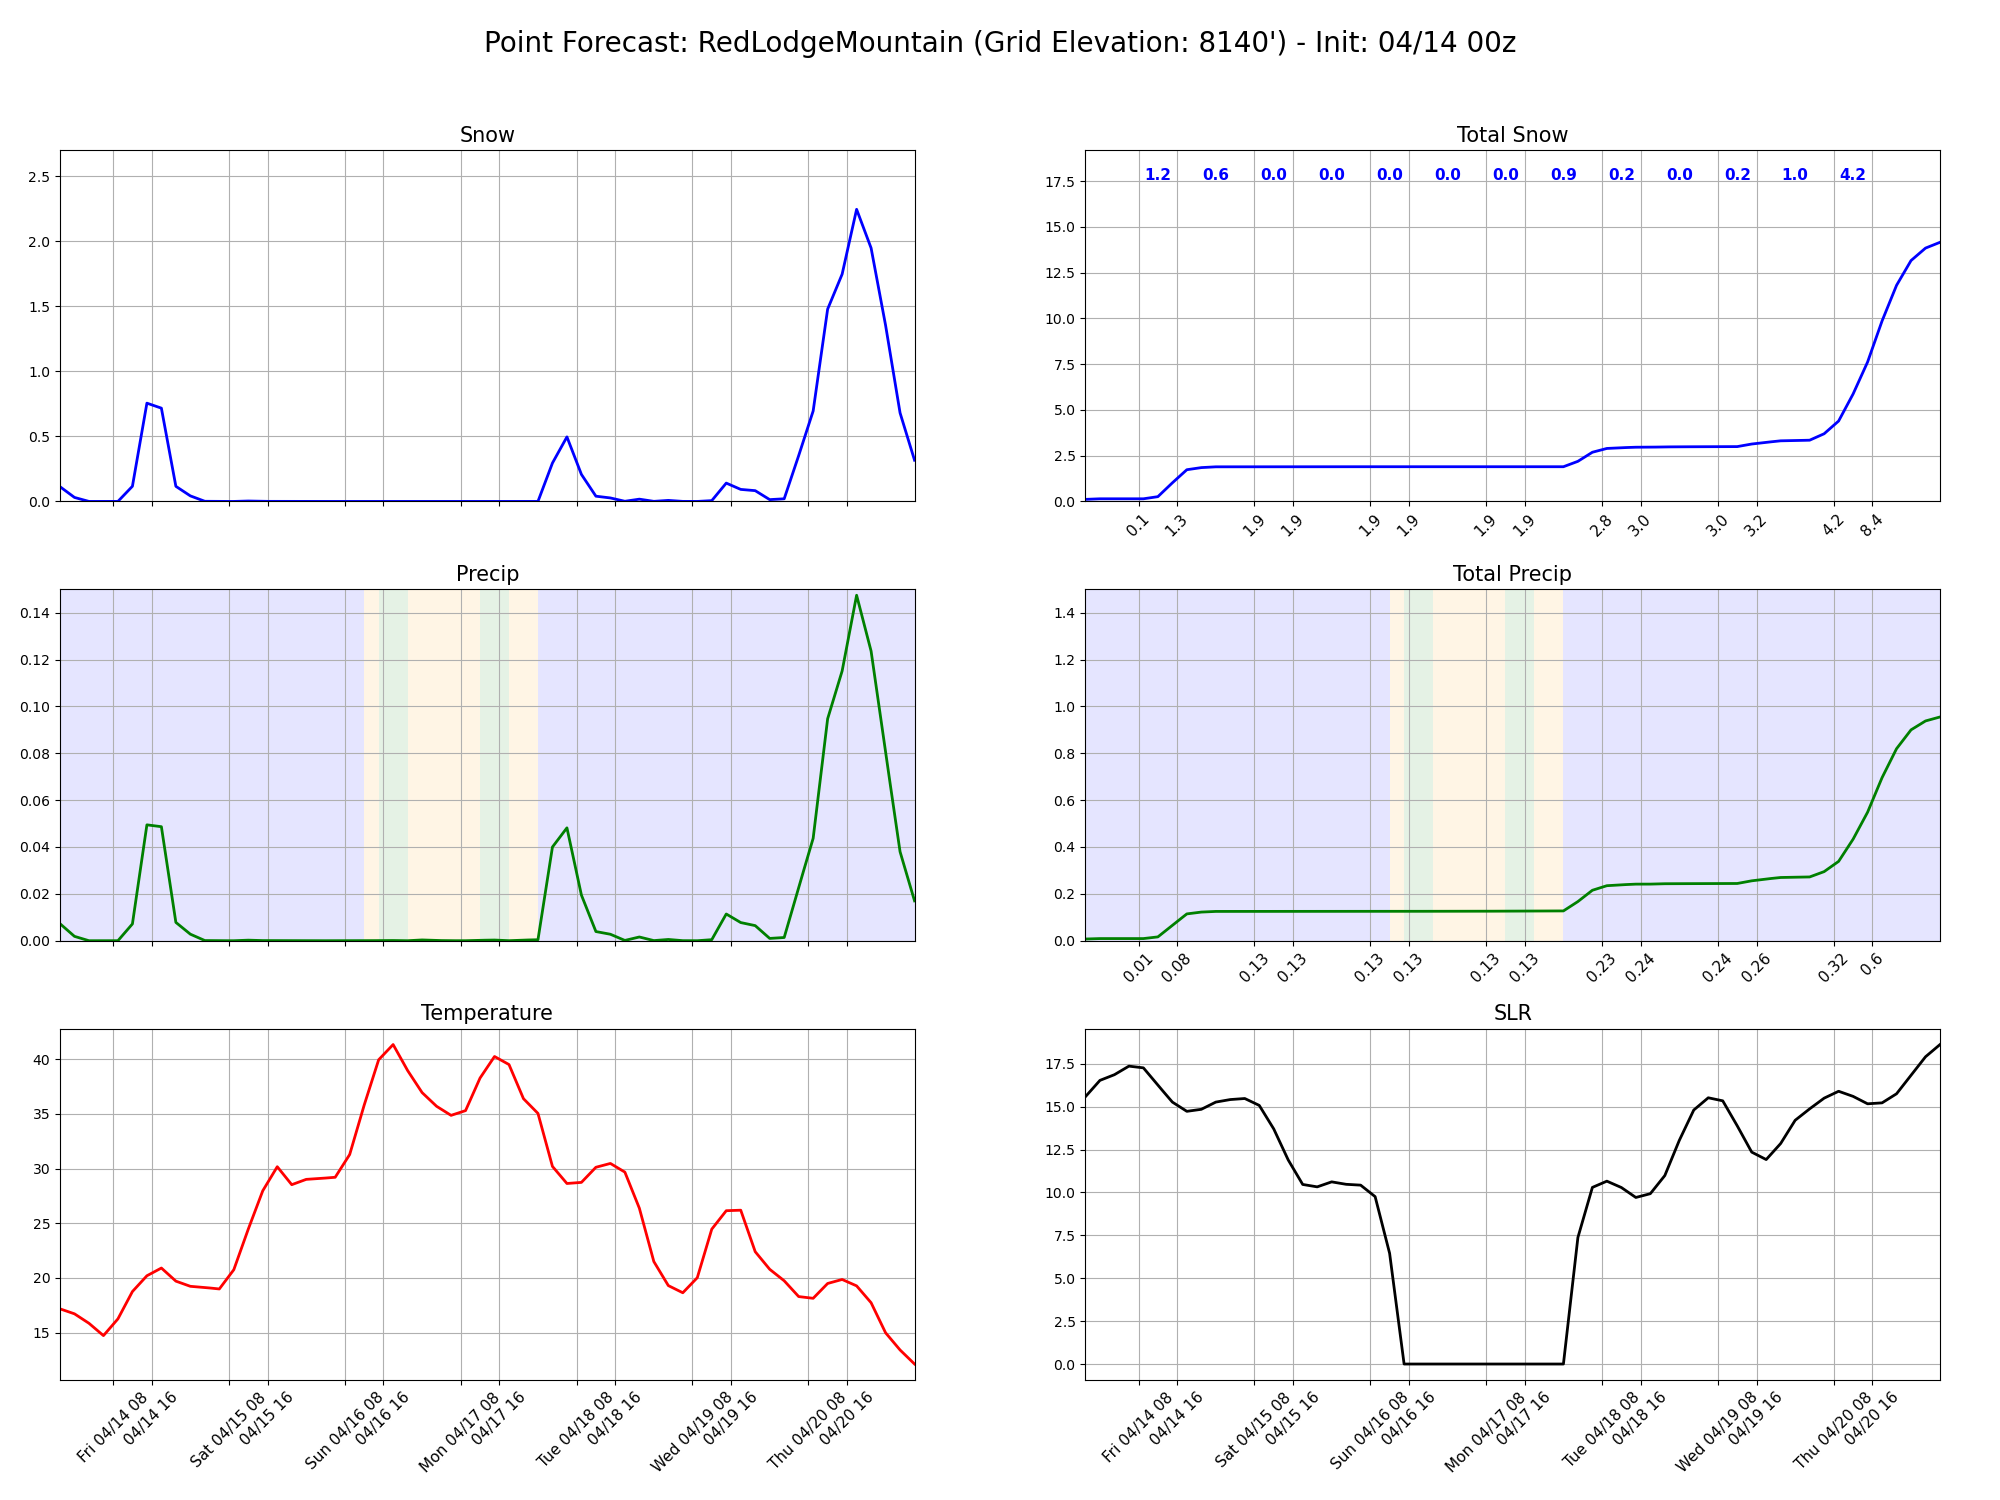 Point Forecast: RedLodgeMountain (Grid Elevation: 8140') - Init: 04/14 00z
Snow
2.5
2.0
1.5
1.0
0.5
0.0
Total Snow
1.2 0.6 0.0 0.0 0.0 0.0 0.0 0.9 0.2 0.0 0.2 1.0 4.2
17.5
15.0
12.5
10.0
7.5
5.0
2.5
0.0
0.1 1.3 1.9 1.9 1.9 1.9 1.9 1.9 2.8 3.0 3.0 3.2 4.2 8.4
Precip
0.14
0.12
0.10
0.08
0.06
0.04
0.02
0.00
Total Precip
1.4
1.2
1.0
0.8
0.6
0.4
0.2
0.0
0.01 0.08 0.13 0.13 0.13 0.13 0.13 0.13 0.23 0.24 0.24 0.26 0.32 0.6
Temperature
40
35
30
25
20
15
Fri 04/14 08
04/14 16
Sat 04/15 08
04/15 16
Sun 04/16 08
04/16 16
Mon 04/17 08
04/17 16
Tue 04/18 08
04/18 16
Wed 04/19 08
04/19 16
Thu 04/20 08
04/20 16
SLR
17.5
15.0
12.5
10.0
7.5
5.0
2.5
0.0
Fri 04/14 08
04/14 16
Sat 04/15 08
04/15 16
Sun 04/16 08
04/16 16
Mon 04/17 08
04/17 16
Tue 04/18 08
04/18 16
Wed 04/19 08
04/19 16
Thu 04/20 08
04/20 16